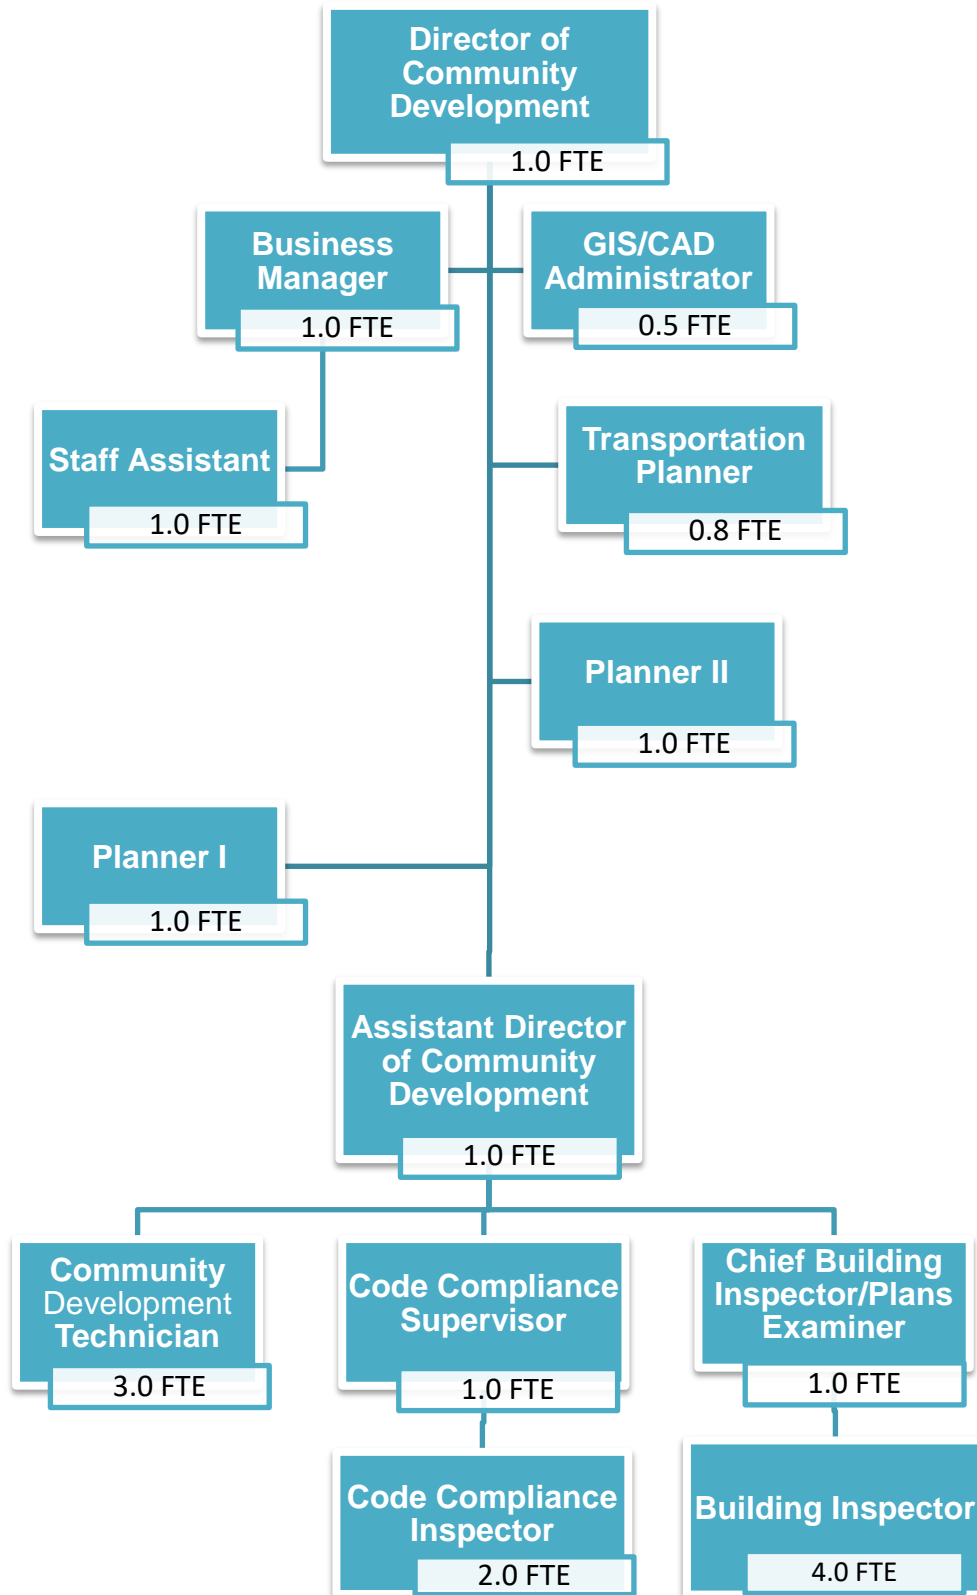 Director of
Community
Development
1.0 FTE
Business
Manager
1.0 FTE
GIS/CAD
Administrator
0.5 FTE
Staff Assistant
1.0 FTE
Transportation
Planner
0.8 FTE
Planner II
1.0 FTE
Planner I
1.0 FTE
Assistant Director
of Community
Development
1.0 FTE
Community
Development
Technician
3.0 FTE
Code Compliance
Supervisor
1.0 FTE
Chief Building
Inspector/Plans
Examiner
1.0 FTE
Code Compliance
Inspector
2.0 FTE
Building Inspector
4.0 FTE